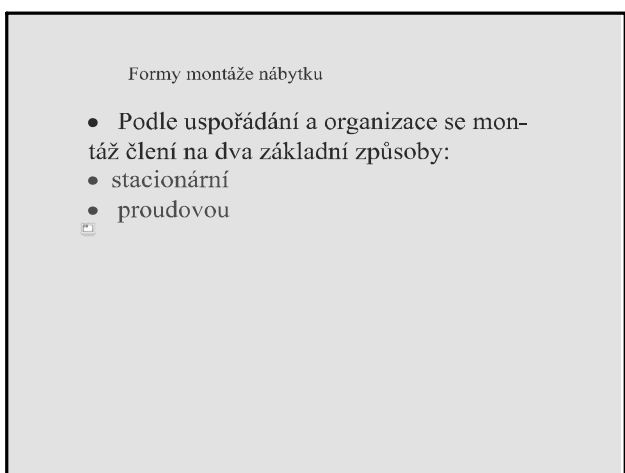 Formy montáže nábytku
• Podle uspořádání a organizace se mon-
táž člení na dva základní způsoby:
• stacionární
• proudovou